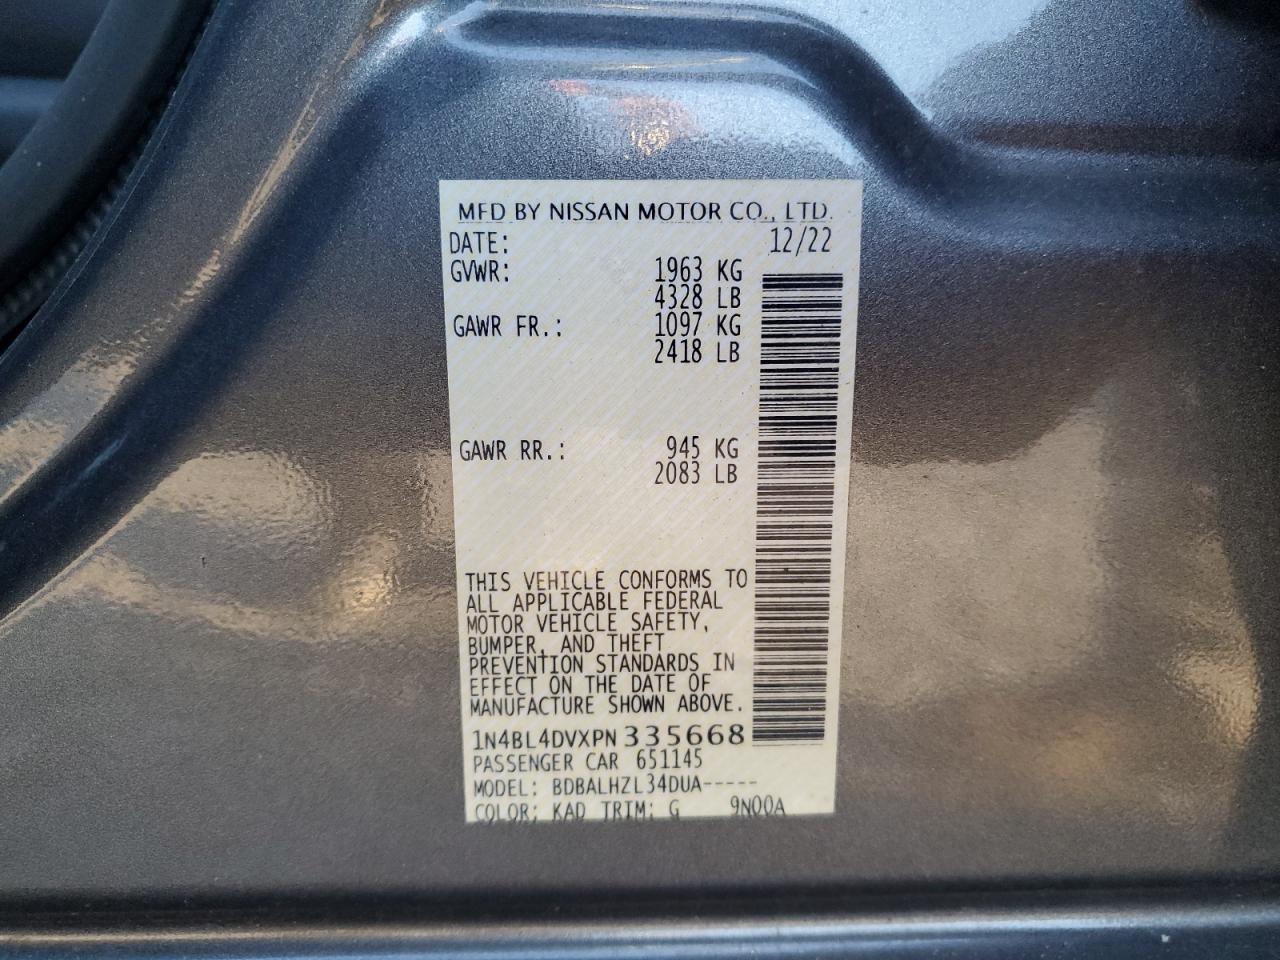 MFD BY NISSAN MOTOR CO., LTD.
DATE: 12/22
GVWR: 1963 KG
4328 LB
GAWR FR.: 1097 KG
2418 LB
GAWR RR.: 945 KG
2083 LB
THIS VEHICLE CONFORMS TO
ALL APPLICABLE FEDERAL
MOTOR VEHICLE SAFETY,
BUMPER, AND THEFT
PREVENTION STANDARDS IN
EFFECT ON THE DATE OF
MANUFACTURE SHOWN ABOVE.
1N4BL4DVXPN335668
PASSENGER CAR 651145
MODEL: BDBALHZL34DUA-----
COLOR: KAD TRIM: G 9N00A